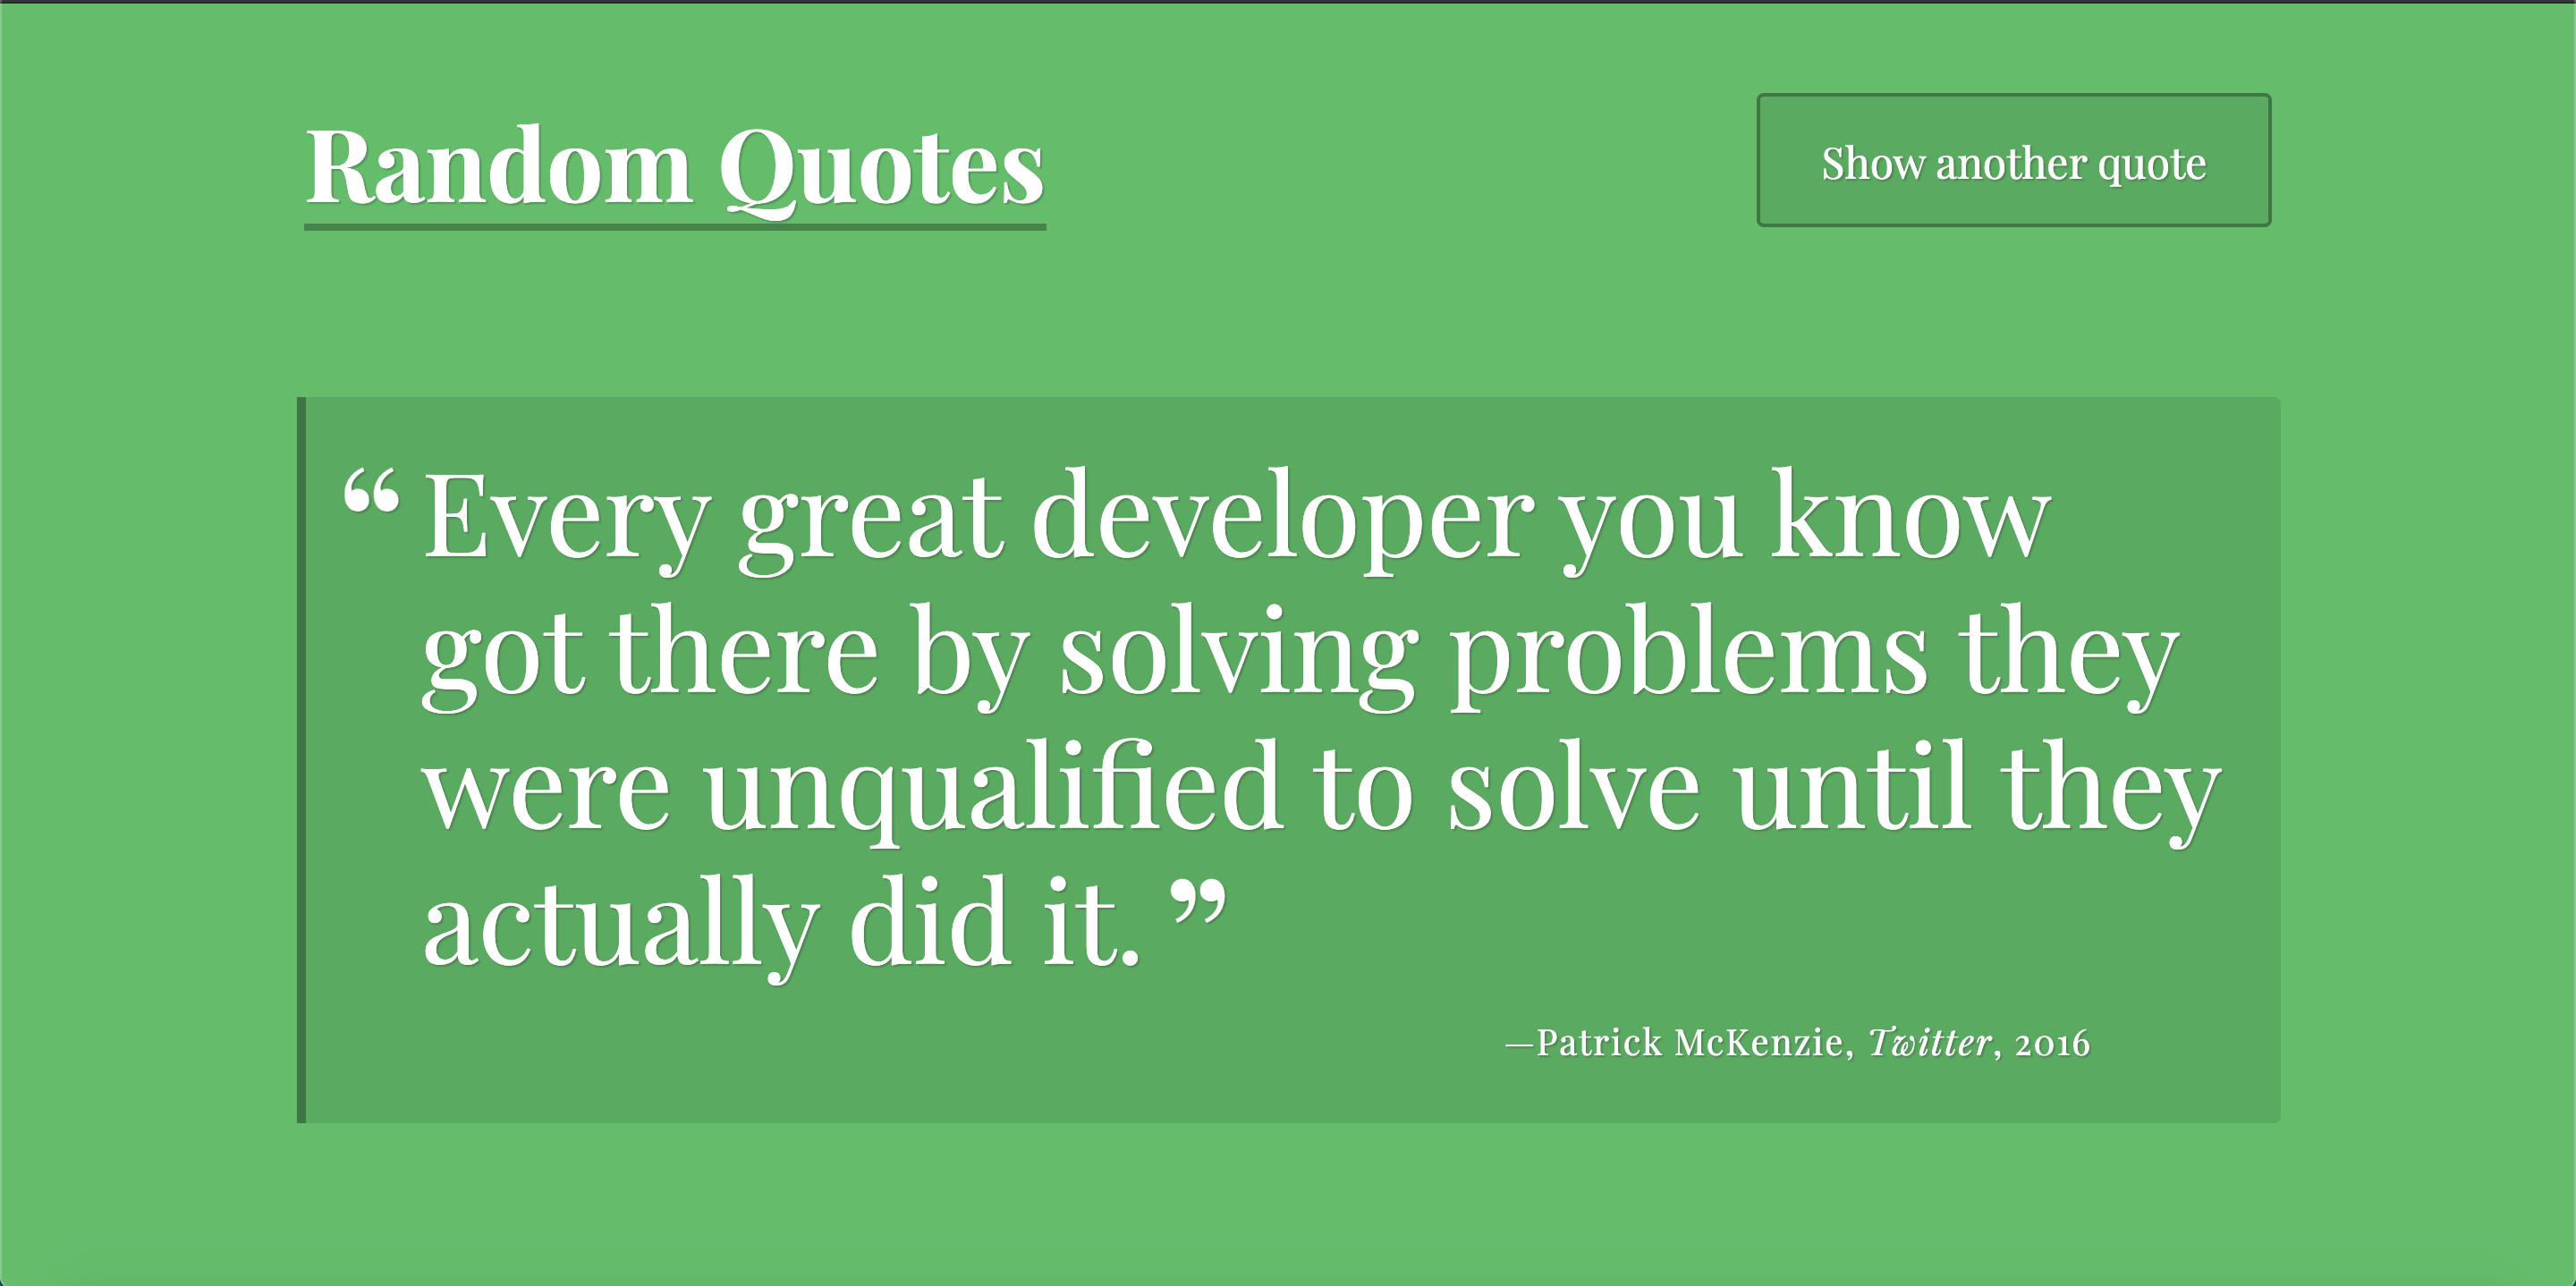 Random Quotes
Show another quote
“Every great developer you know
got there by solving problems they
were unqualified to solve until they
actually did it.”
—Patrick McKenzie, Twitter, 2016